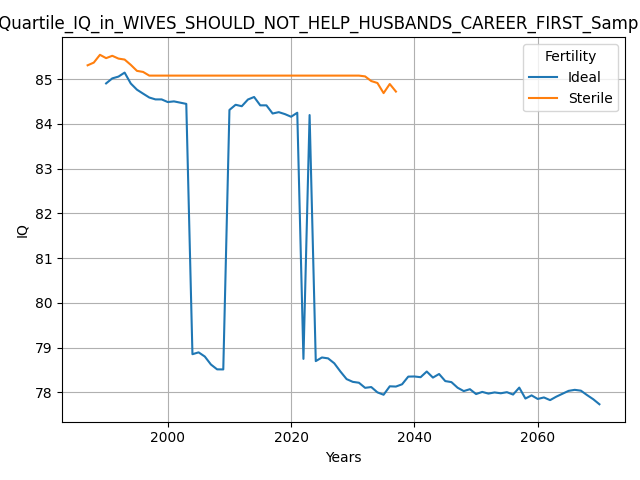 Quartile_IQ_in_WIVES_SHOULD_NOT_HELP_HUSBANDS_CAREER_FIRST_Samp
Fertility
Ideal
Sterile
85
84
83
82
81
80
79
78
IQ
2000 2020 2040 2060
Years